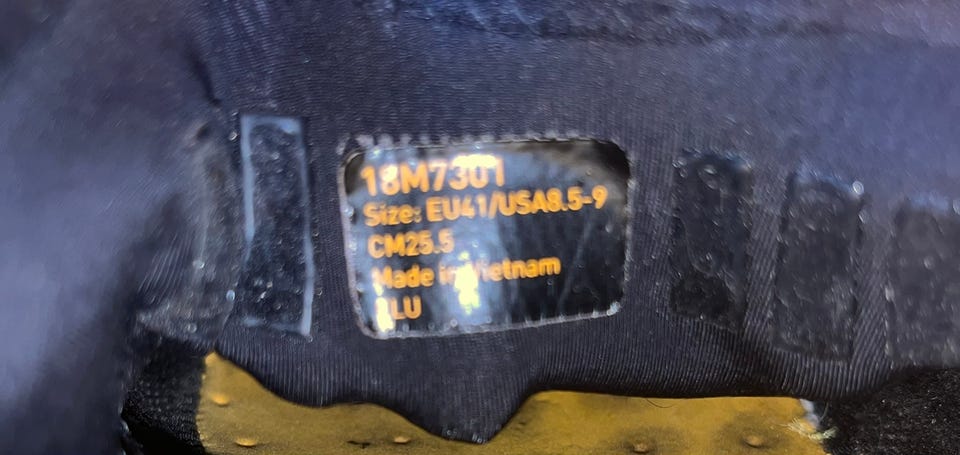 18M7301
Size: EU41/USA8.5-9
CM25.5
Made in Vietnam